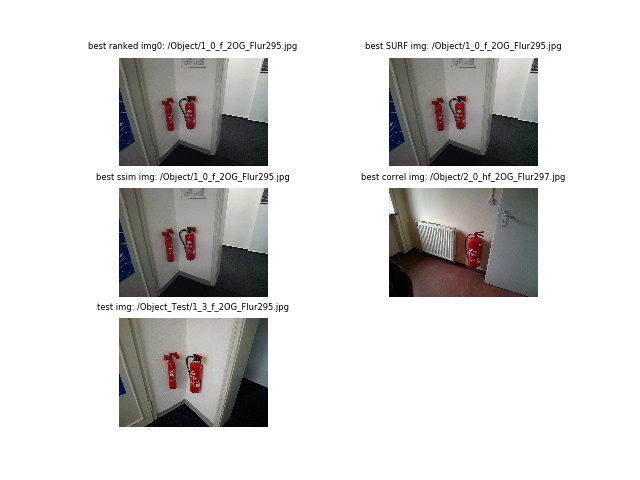 best ranked img0: /Object/1_0_f_2OG_Flur295.jpg
best SURF img: /Object/1_0_f_2OG_Flur295.jpg
best ssim img: /Object/1_0_f_2OG_Flur295.jpg
best correl img: /Object/2_0_hf_2OG_Flur297.jpg
test img: /Object_Test/1_3_f_2OG_Flur295.jpg